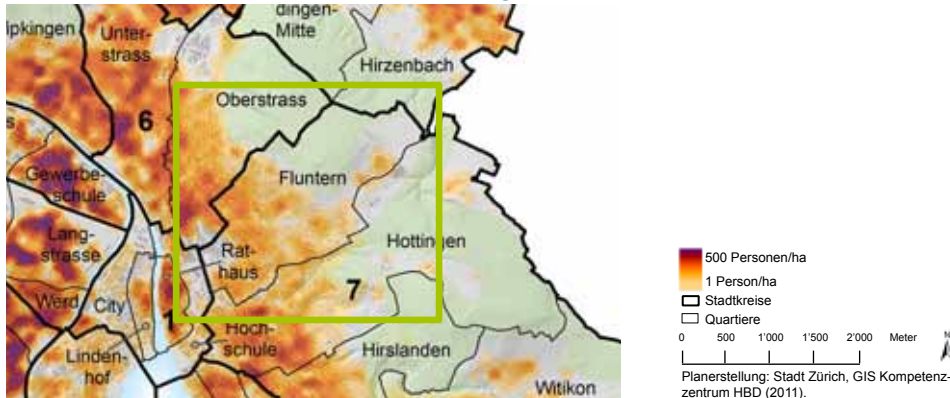 dingen-
Mitte
ipkingen
Unter-
strass
Hirzenbach
Oberstrass
6
Gewerbe-
schule
Fluntern
Lang-
strasse
Rat-
haus
Hottingen
Werd
City
7
1
Hoch-
schule
Linden-
hof
Hirslanden
Witikon
500 Personen/ha
1 Person/ha
Stadtkreise
Quartiere
0 500 1'000 1'500 2'000 Meter
N
Planerstellung: Stadt Zürich, GIS Kompetenz-
zentrum HBD (2011).